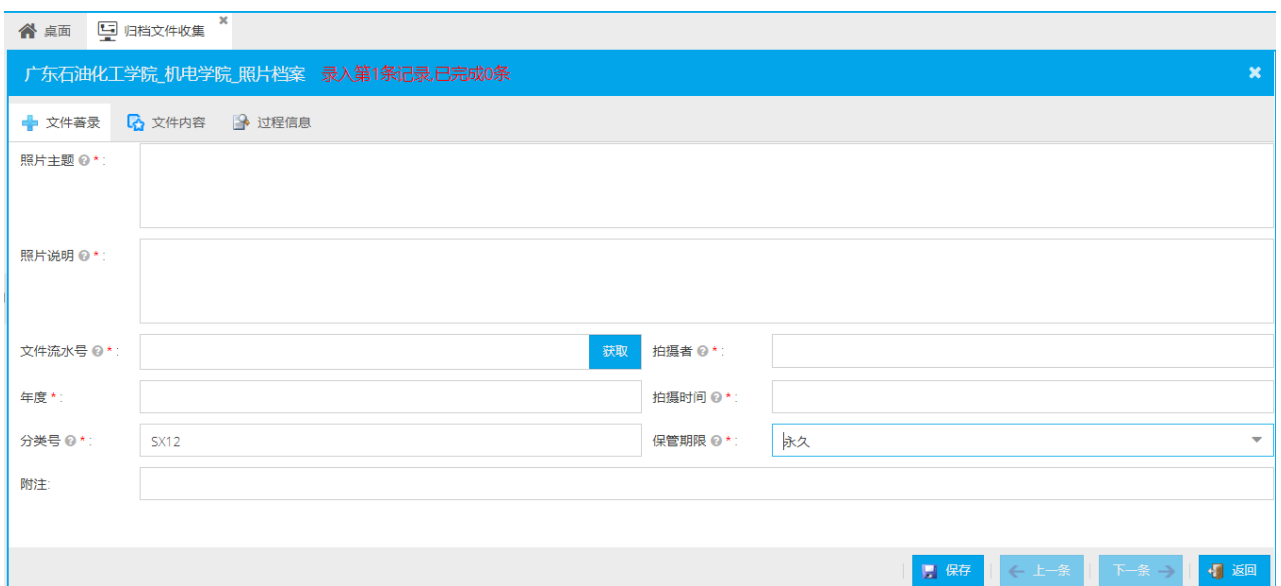 桌面 归档文件收集
广东石油化工学院_机电学院_照片档案 录入第1条记录,已完成0条
文件著录 文件内容 过程信息
照片主题 * :
照片说明 * :
文件流水号 * : 获取 拍摄者 * :
年度 * : 拍摄时间 * :
分类号 * : SX12 保管期限 * : 永久
附注:
保存 上一条 下一条 返回